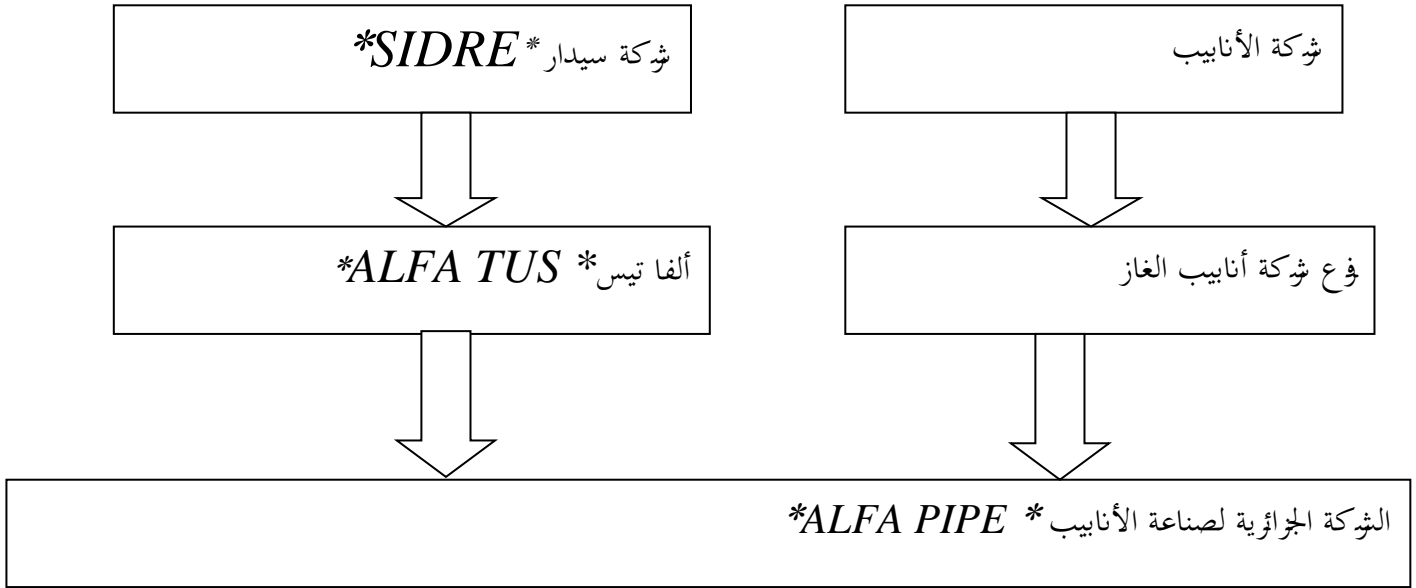 شركة الأنابيب
شركة سيدار *SIDRE*
فرع شركة أنابيب الغاز
ألفا تيس* ALFA TUS*
الشركة الجزائرية لصناعة الأنابيب * ALFA PIPE*